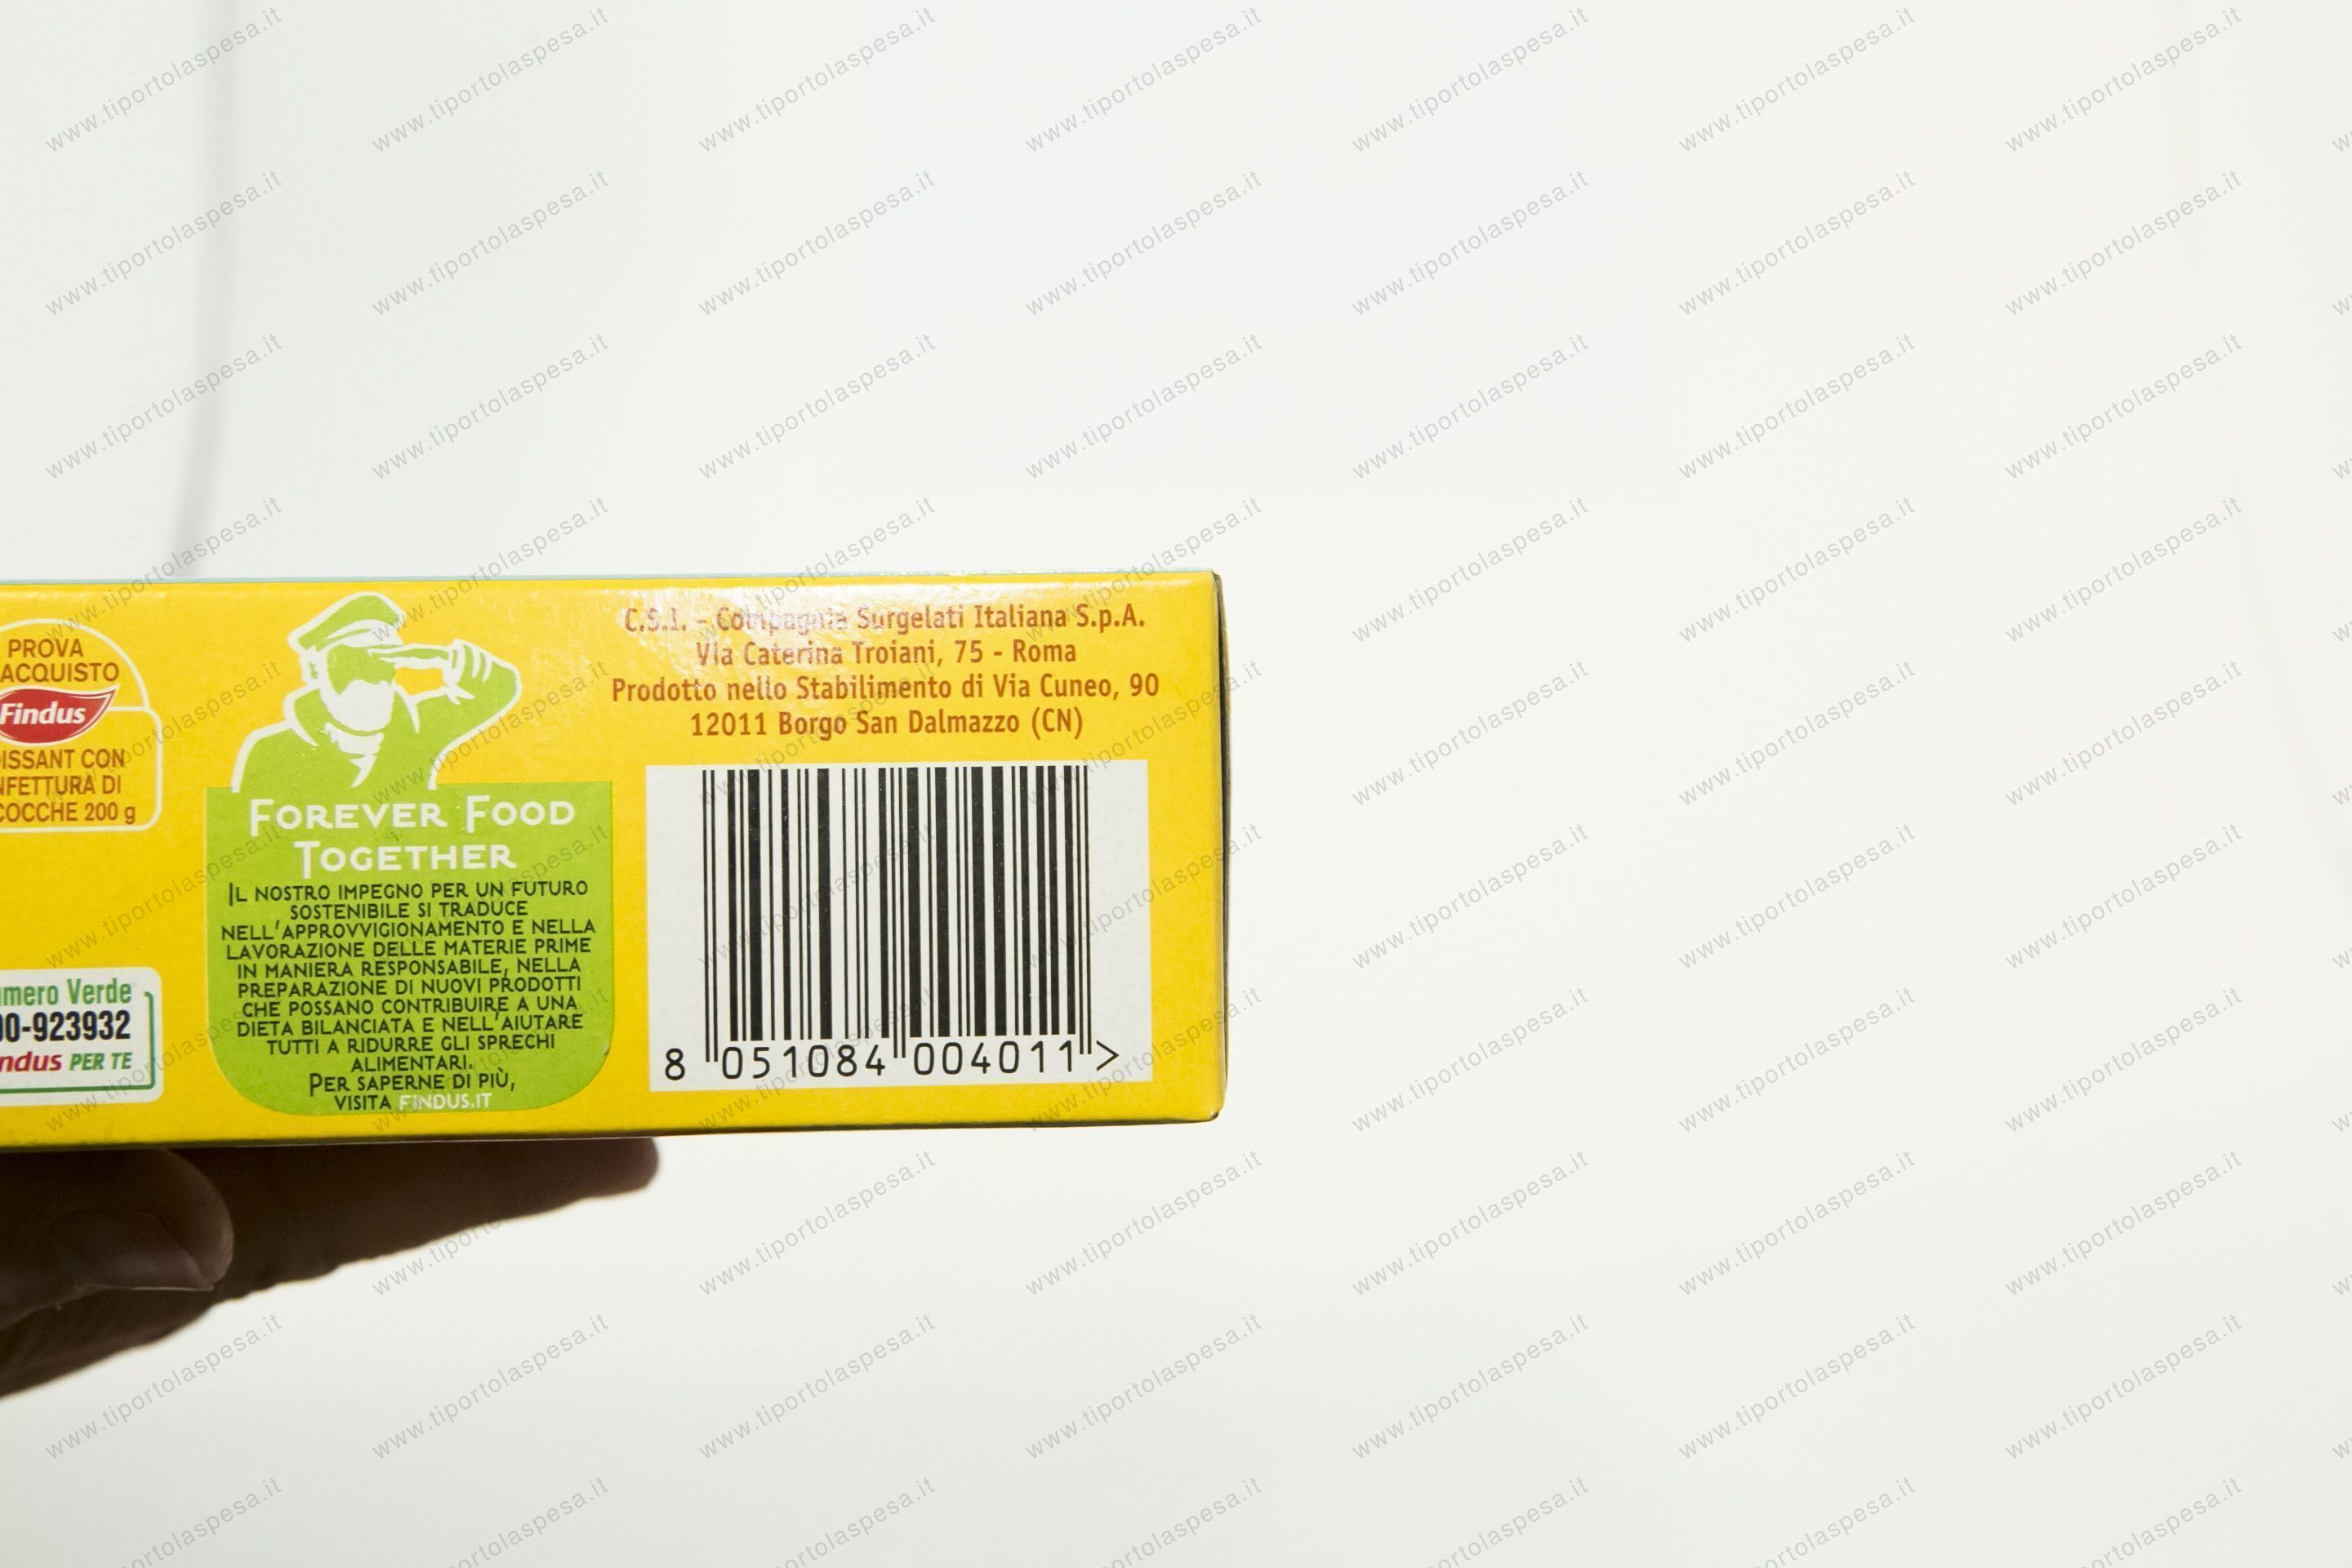 PROVA
ACQUISTO
Findus
ISSANT CON
NFETTURA DI
COCCHE 200 g
mero Verde
00-923932
ndus PER TE
FOREVER FOOD
TOGETHER
IL NOSTRO IMPEGNO PER UN FUTURO
SOSTENIBILE SI TRADUCE
NELL'APPROVVIGIONAMENTO E NELLA
LAVORAZIONE DELLE MATERIE PRIME
IN MANIERA RESPONSABILE, NELLA
PREPARAZIONE DI NUOVI PRODOTTI
CHE POSSANO CONTRIBUIRE A UNA
DIETA BILANCIATA E NELL'AIUTARE
TUTTI A RIDURRE GLI SPRECHI
ALIMENTARI.
PER SAPERNE DI PIÙ,
VISITA FINDUS.IT
C.S.I. - Compagnia Surgelati Italiana S.p.A.
Via Caterina Troiani, 75 - Roma
Prodotto nello Stabilimento di Via Cuneo, 90
12011 Borgo San Dalmazzo (CN)
8 051084 004011 >
www.tiportolaspesa.it